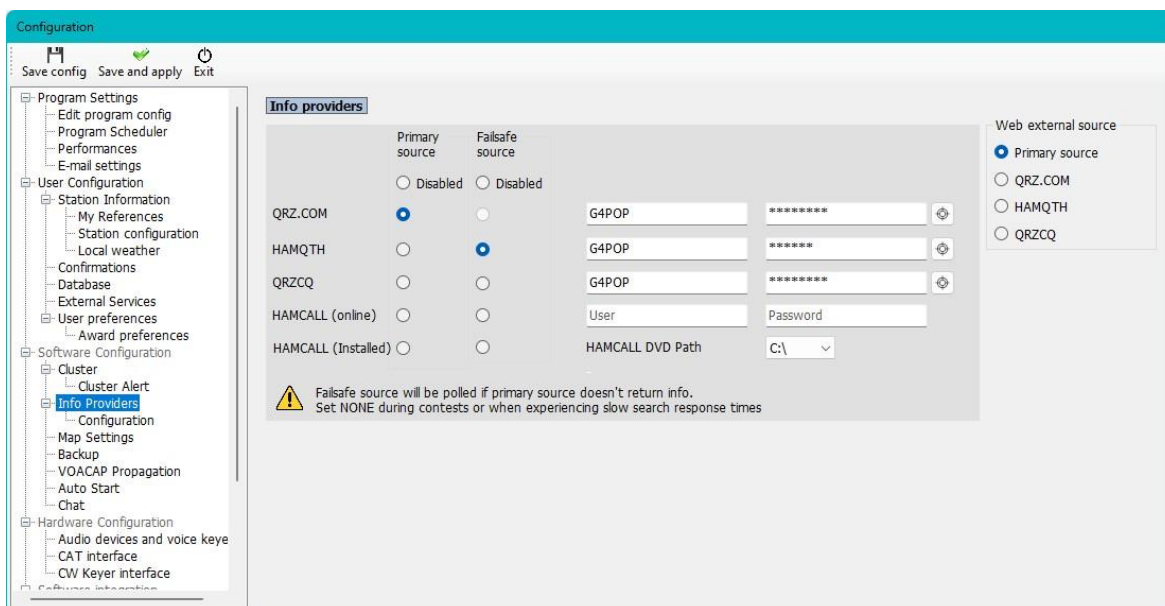 Configuration
Save config Save and apply Exit
Program Settings
Edit program config
Program Scheduler
Performances
E-mail settings
User Configuration
Station Information
My References
Station configuration
Local weather
Confirmations
Database
External Services
User preferences
Award preferences
Software Configuration
Cluster
Cluster Alert
Info Providers
Configuration
Map Settings
Backup
VOACAP Propagation
Auto Start
Chat
Hardware Configuration
Audio devices and voice keye
CAT interface
CW Keyer interface
Software integration
Info providers
Primary source Failsafe source
Disabled Disabled
QRZ.COM G4POP ********
HAMQTH G4POP ******
QRZCQ G4POP ********
HAMCALL (online) User Password
HAMCALL (Installed) HAMCALL DVD Path C:\
Failsafe source will be polled if primary source doesn't return info.
Set NONE during contests or when experiencing slow search response times
Web external source
Primary source
QRZ.COM
HAMQTH
QRZCQ